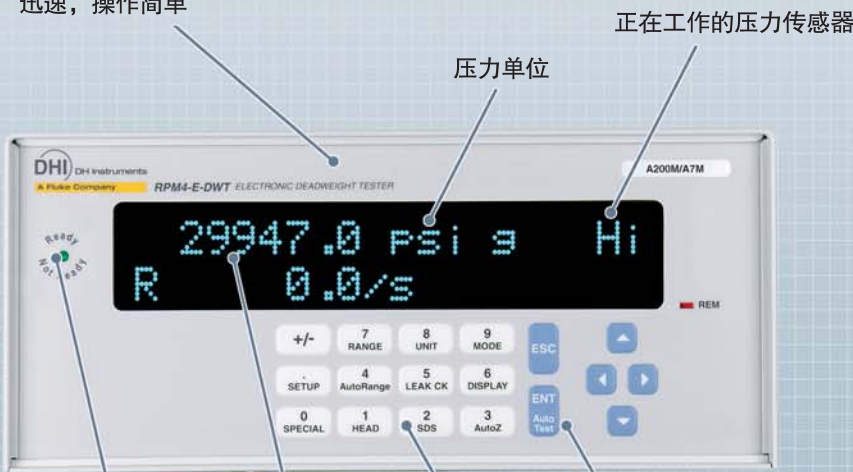 迅速，操作简单
正在工作的压力传感器
压力单位
DHI DH Instruments
A Fluke Company
RPM4-E-DWT ELECTRONIC DEADWEIGHT TESTER
A200M/A7M
Ready
Not Ready
29947.0 psi g Hi
R 0.0/s
REM
+/-
7 RANGE
8 UNIT
9 MODE
ESC
. SETUP
4 AutoRange
5 LEAK CK
6 DISPLAY
0 SPECIAL
1 HEAD
2 SDS
3 AutoZ
ENT
Auto
Test